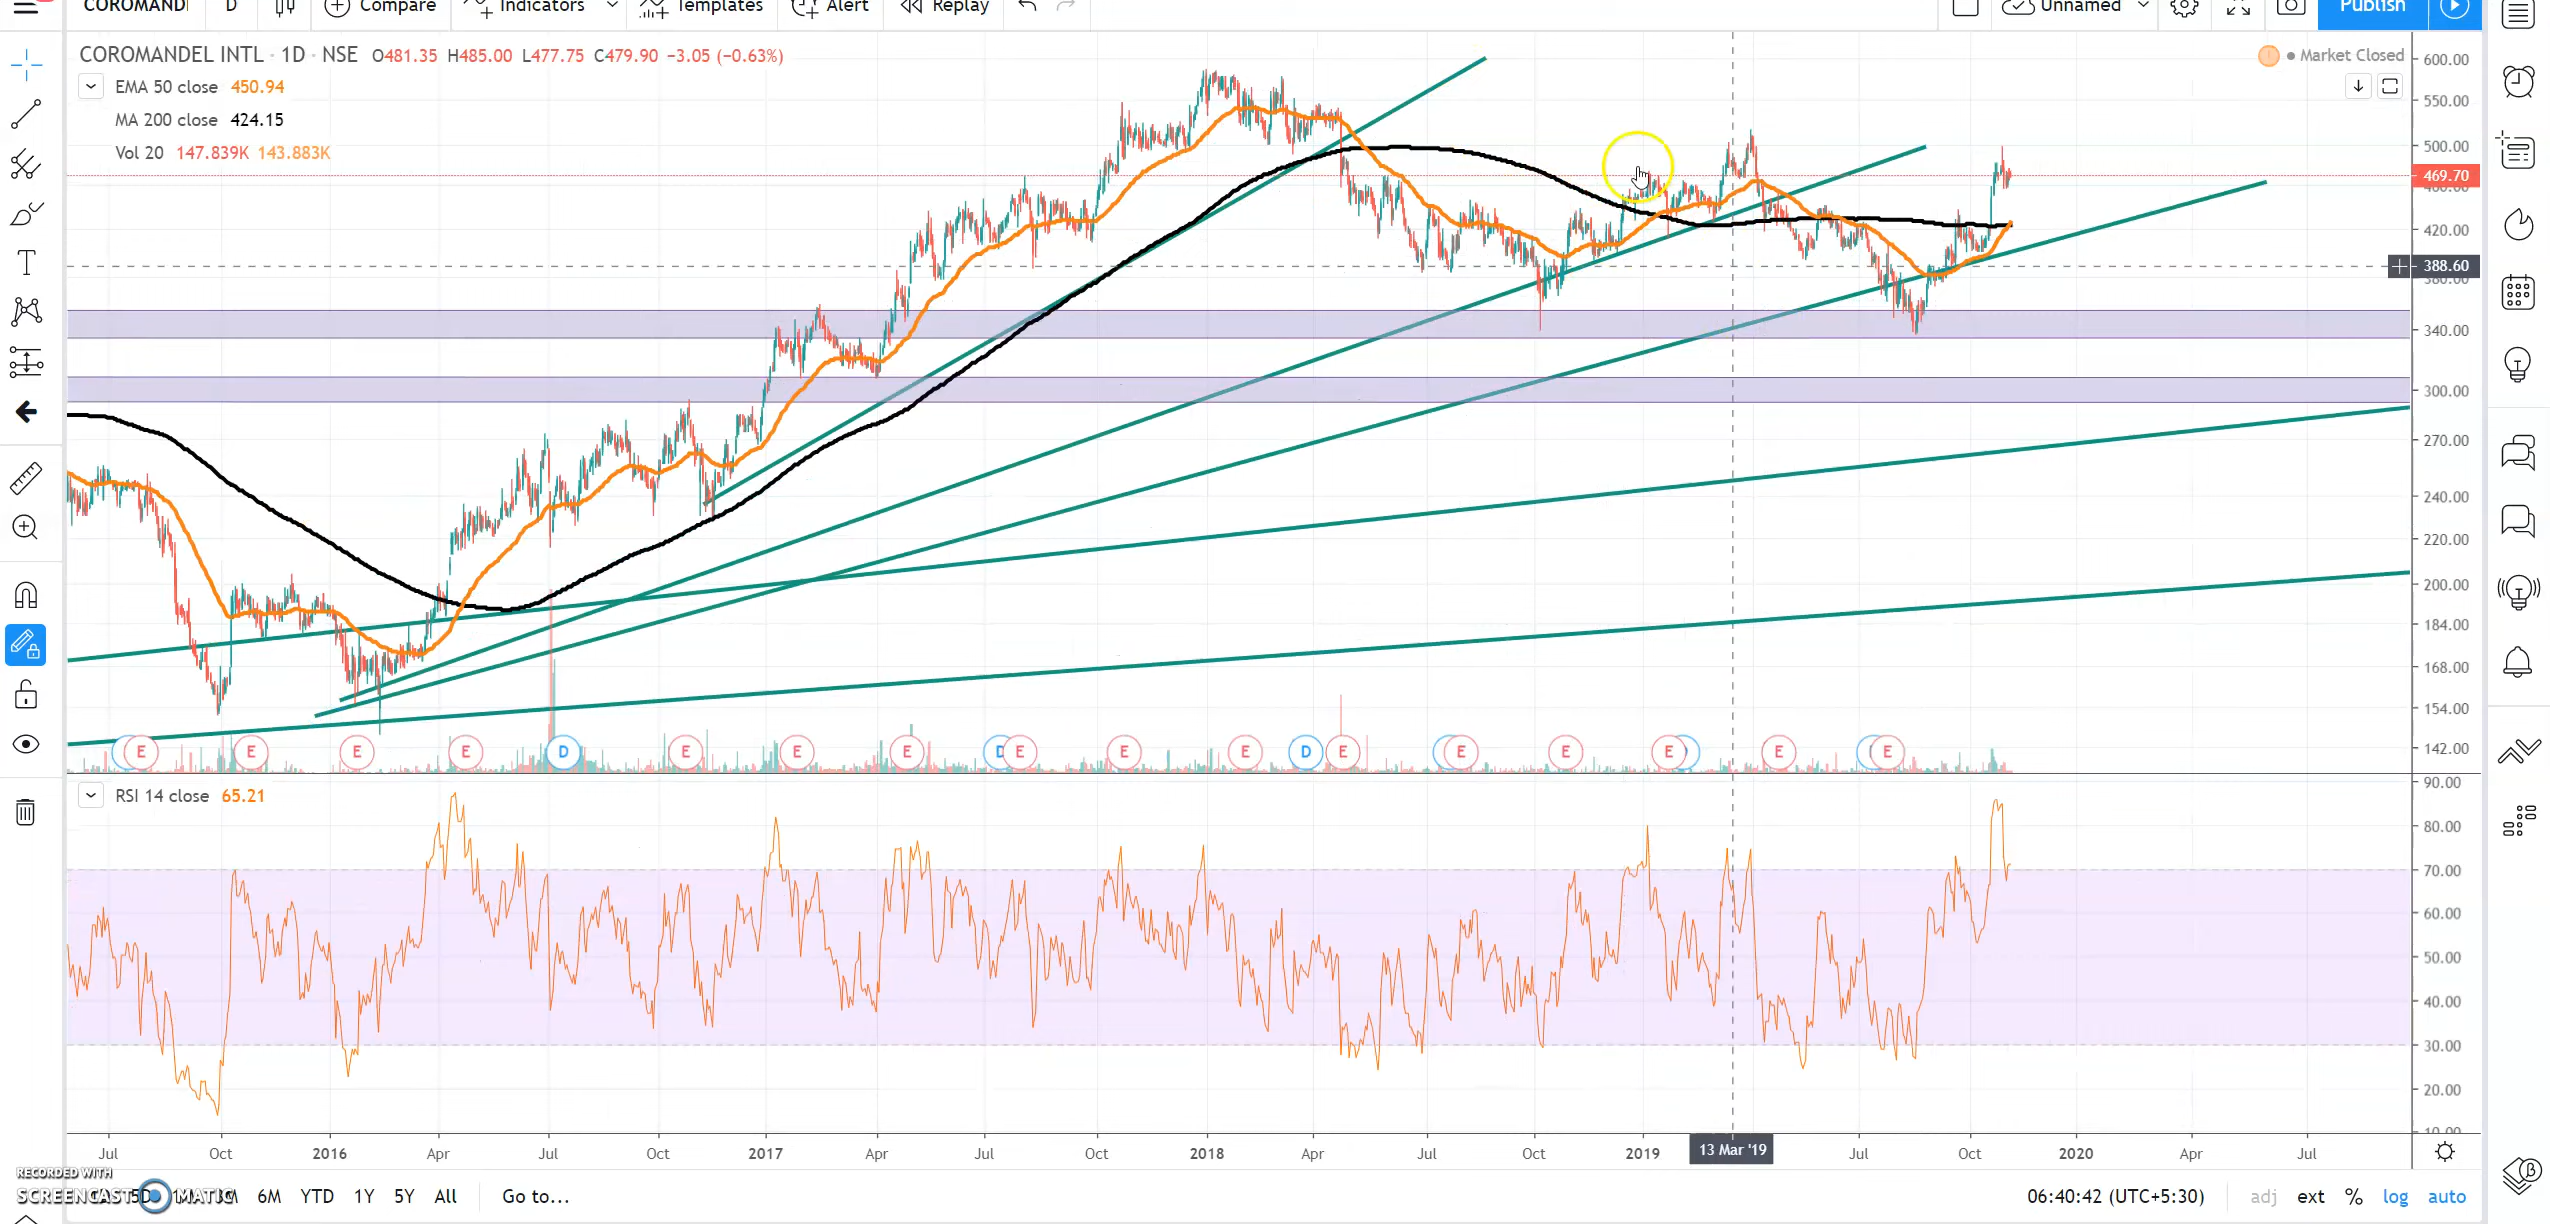 COROMANDI D Compare Indicators Templates Alert Replay Unnamed Publish
COROMANDEL INTL · 1D · NSE O481.35 H485.00 L477.75 C479.90 −3.05 (−0.63%)
Market Closed
EMA 50 close 450.94
MA 200 close 424.15
Vol 20 147.839K 143.883K
600.00
550.00
500.00
469.70
420.00
388.60
340.00
300.00
270.00
240.00
220.00
200.00
184.00
168.00
154.00
142.00
E E E E D E E E D E E E D E E E E E E
RSI 14 close 65.21
90.00
80.00
70.00
60.00
50.00
40.00
30.00
20.00
10.00
Jul Oct 2016 Apr Jul Oct 2017 Apr Jul Oct 2018 Apr Jul Oct 2019 13 Mar '19 Jul Oct 2020 Apr Jul
RECORDED WITH
SCREENCAST MATIC
5D 6M YTD 1Y 5Y All Go to... 06:40:42 (UTC+5:30) adj ext % log auto